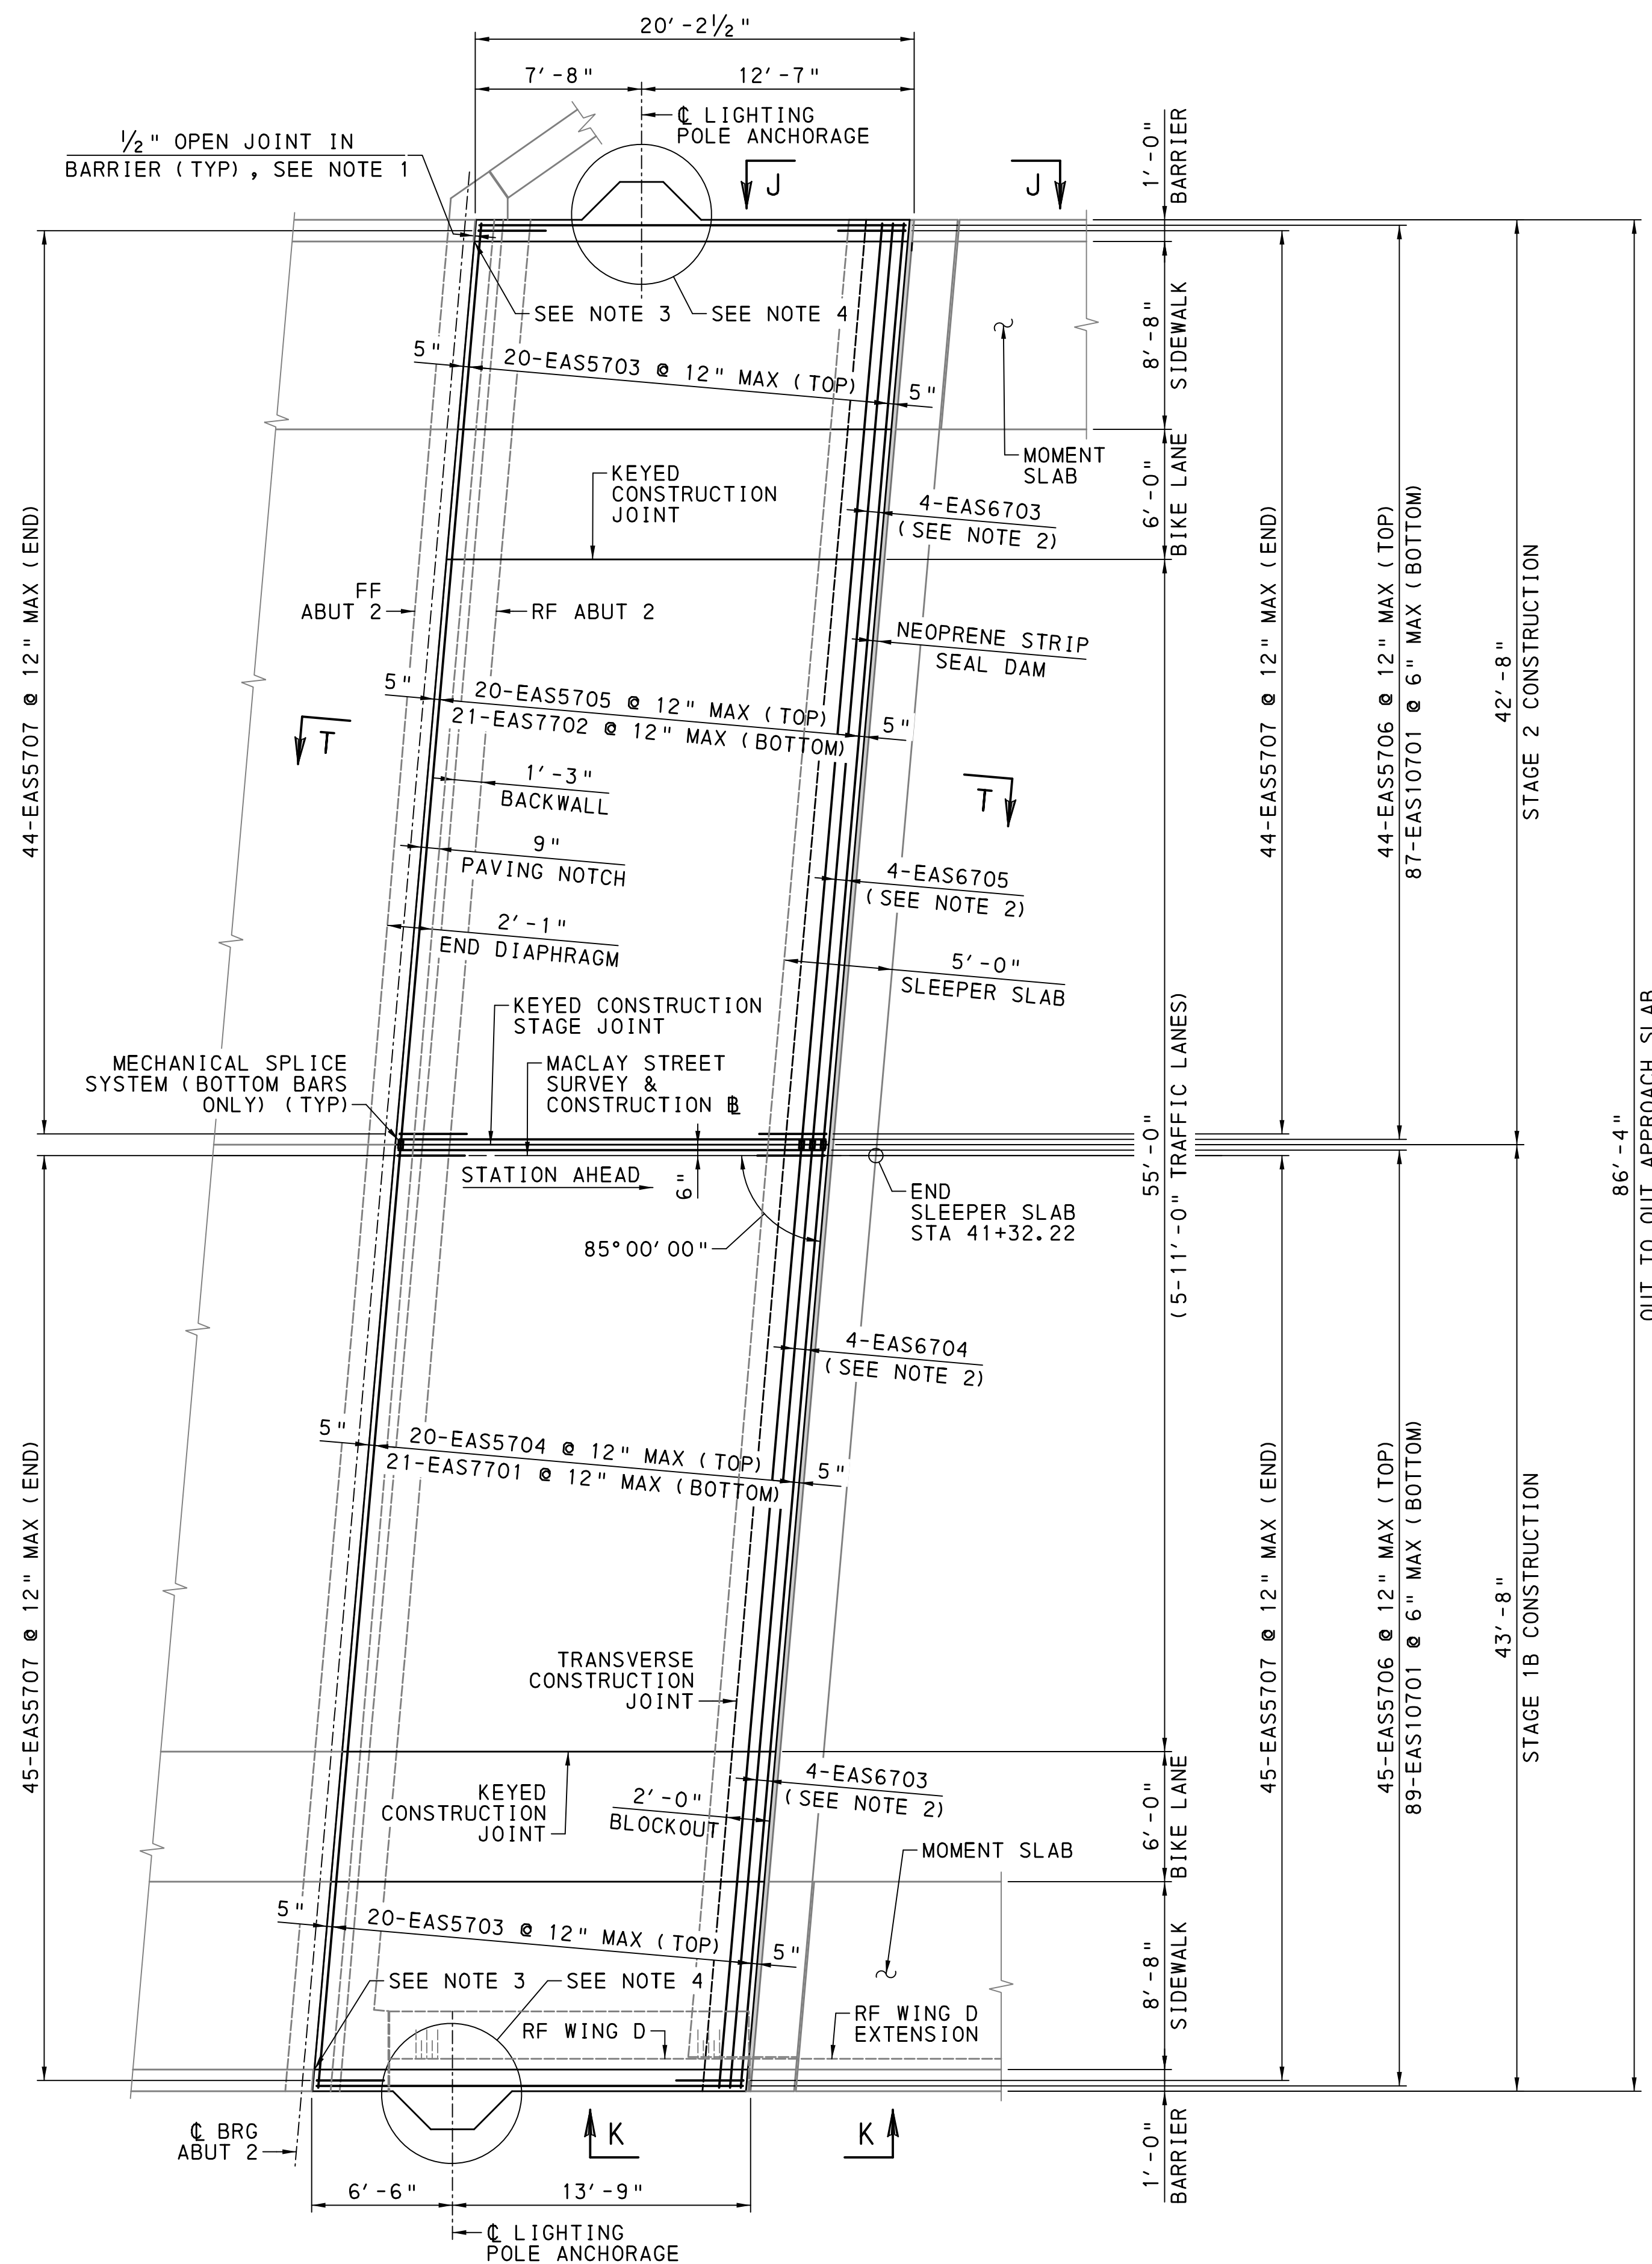 20'-2½"
7'-8"
12'-7"
℄ LIGHTING
POLE ANCHORAGE
½" OPEN JOINT IN
BARRIER (TYP), SEE NOTE 1
J
J
1'-0"
BARRIER
SEE NOTE 3
SEE NOTE 4
8'-8"
SIDEWALK
5"
20-EAS5703 @ 12" MAX (TOP)
5"
MOMENT
SLAB
KEYED
CONSTRUCTION
JOINT
4-EAS6703
(SEE NOTE 2)
6'-0"
BIKE LANE
44-EAS5707 @ 12" MAX (END)
44-EAS5707 @ 12" MAX (END)
44-EAS5706 @ 12" MAX (TOP)
87-EAS10701 @ 6" MAX (BOTTOM)
42'-8"
STAGE 2 CONSTRUCTION
FF
ABUT 2
RF ABUT 2
NEOPRENE STRIP
SEAL DAM
5"
20-EAS5705 @ 12" MAX (TOP)
21-EAS7702 @ 12" MAX (BOTTOM)
5"
T
T
1'-3"
BACKWALL
9"
PAVING NOTCH
4-EAS6705
(SEE NOTE 2)
2'-1"
END DIAPHRAGM
5'-0"
SLEEPER SLAB
KEYED CONSTRUCTION
STAGE JOINT
MECHANICAL SPLICE
SYSTEM (BOTTOM BARS
ONLY) (TYP)
MACLAY STREET
SURVEY &
CONSTRUCTION BL
STATION AHEAD
6"
END
SLEEPER SLAB
STA 41+32.22
85°00'00"
55'-0"
(5-11'-0" TRAFFIC LANES)
86'-4"
OUT TO OUT APPROACH SLAB
4-EAS6704
(SEE NOTE 2)
5"
20-EAS5704 @ 12" MAX (TOP)
21-EAS7701 @ 12" MAX (BOTTOM)
5"
45-EAS5707 @ 12" MAX (END)
45-EAS5707 @ 12" MAX (END)
45-EAS5706 @ 12" MAX (TOP)
89-EAS10701 @ 6" MAX (BOTTOM)
43'-8"
STAGE 1B CONSTRUCTION
TRANSVERSE
CONSTRUCTION
JOINT
KEYED
CONSTRUCTION
JOINT
2'-0"
BLOCKOUT
4-EAS6703
(SEE NOTE 2)
6'-0"
BIKE LANE
MOMENT SLAB
5"
20-EAS5703 @ 12" MAX (TOP)
5"
SEE NOTE 3
SEE NOTE 4
8'-8"
SIDEWALK
RF WING D
RF WING D
EXTENSION
℄ BRG
ABUT 2
K
K
1'-0"
BARRIER
6'-6"
13'-9"
℄ LIGHTING
POLE ANCHORAGE